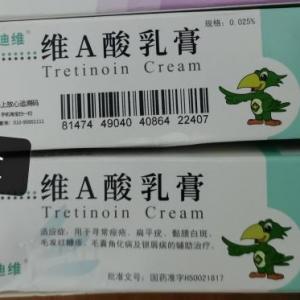 迪维
规格：0.025%
维A酸乳膏
Tretinoin Cream
81474 49040 40864 22407
迪维
维A酸乳膏
Tretinoin Cream
适应症：用于寻常痤疮、扁平疣、黏膜白斑、
毛发红糠疹、毛囊角化病及银屑病的辅助治疗。
批准文号：国药准字H50021817